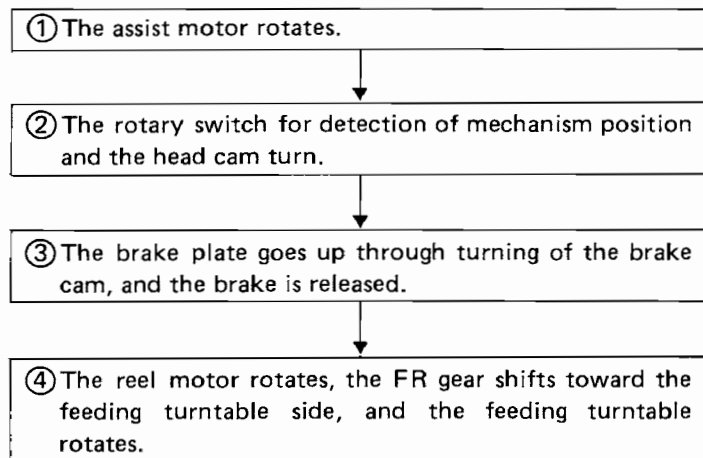 ① The assist motor rotates.
② The rotary switch for detection of mechanism position
and the head cam turn.
③ The brake plate goes up through turning of the brake
cam, and the brake is released.
④ The reel motor rotates, the FR gear shifts toward the
feeding turntable side, and the feeding turntable
rotates.